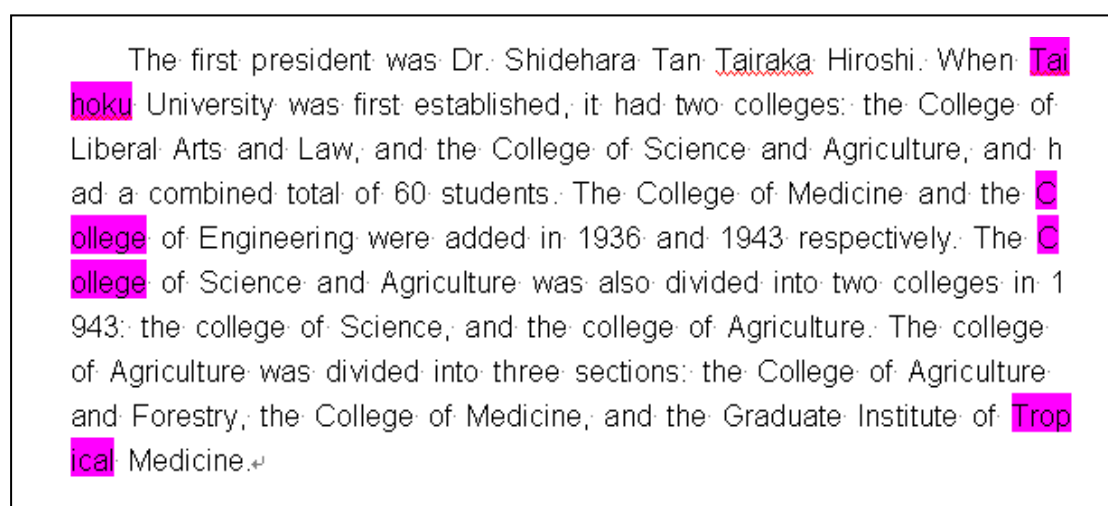 The first president was Dr. Shidehara Tan Tairaka Hiroshi. When Tai
hoku University was first established, it had two colleges: the College of
Liberal Arts and Law, and the College of Science and Agriculture, and h
ad a combined total of 60 students. The College of Medicine and the C
ollege of Engineering were added in 1936 and 1943 respectively. The C
ollege of Science and Agriculture was also divided into two colleges in 1
943: the college of Science, and the college of Agriculture. The college
of Agriculture was divided into three sections: the College of Agriculture
and Forestry, the College of Medicine, and the Graduate Institute of Trop
ical Medicine.